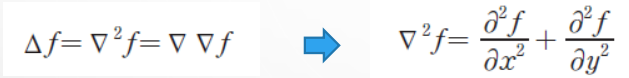 Δf= ∇²f= ∇ ∇f
∇²f= ∂²f/∂x² + ∂²f/∂y²